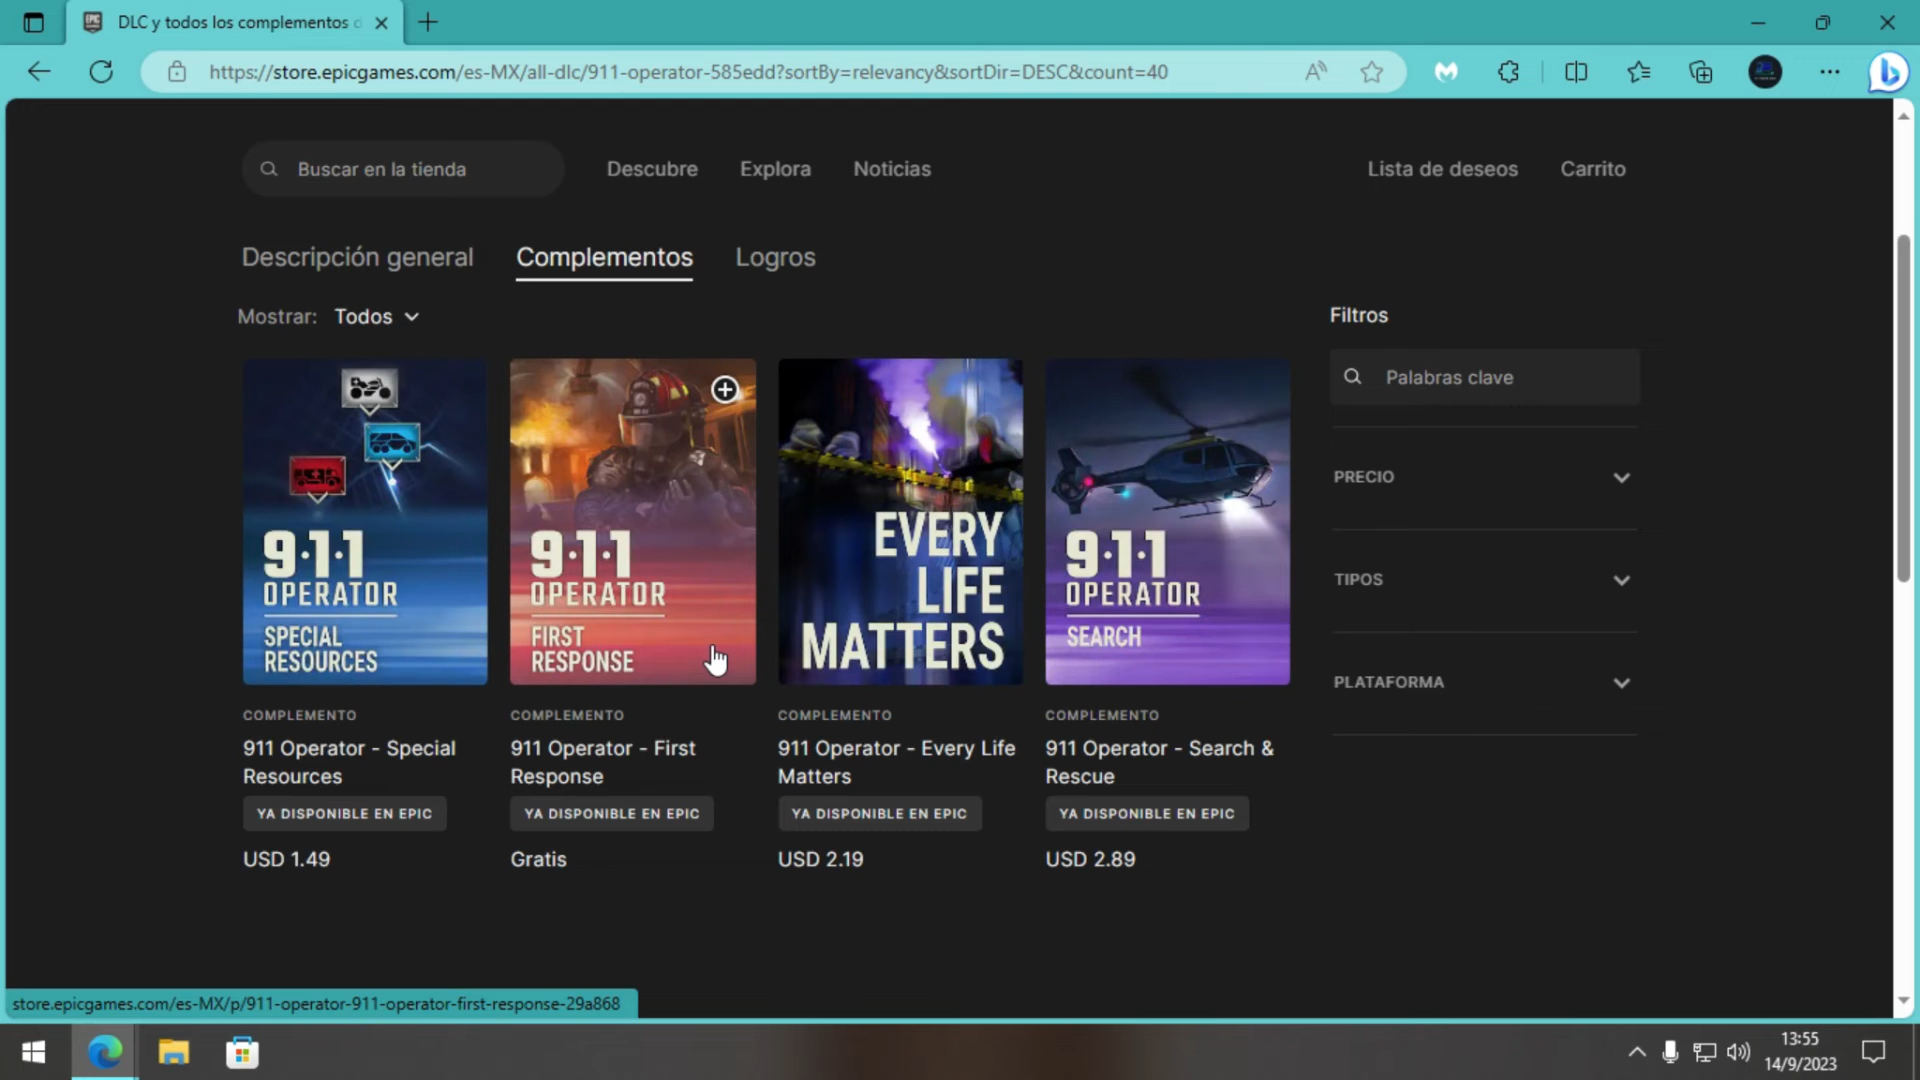 DLC y todos los complementos
https://store.epicgames.com/es-MX/all-dlc/911-operator-585edd?sortBy=relevancy&sortDir=DESC&count=40
Buscar en la tienda
Descubre
Explora
Noticias
Lista de deseos
Carrito
Descripción general
Complementos
Logros
Mostrar: Todos
Filtros
Palabras clave
PRECIO
TIPOS
PLATAFORMA
9·1·1
OPERATOR
SPECIAL
RESOURCES
9·1·1
OPERATOR
FIRST
RESPONSE
EVERY
LIFE
MATTERS
9·1·1
OPERATOR
SEARCH
COMPLEMENTO
911 Operator - Special
Resources
YA DISPONIBLE EN EPIC
USD 1.49
COMPLEMENTO
911 Operator - First
Response
YA DISPONIBLE EN EPIC
Gratis
COMPLEMENTO
911 Operator - Every Life
Matters
YA DISPONIBLE EN EPIC
USD 2.19
COMPLEMENTO
911 Operator - Search &
Rescue
YA DISPONIBLE EN EPIC
USD 2.89
store.epicgames.com/es-MX/p/911-operator-911-operator-first-response-29a868
13:55
14/9/2023